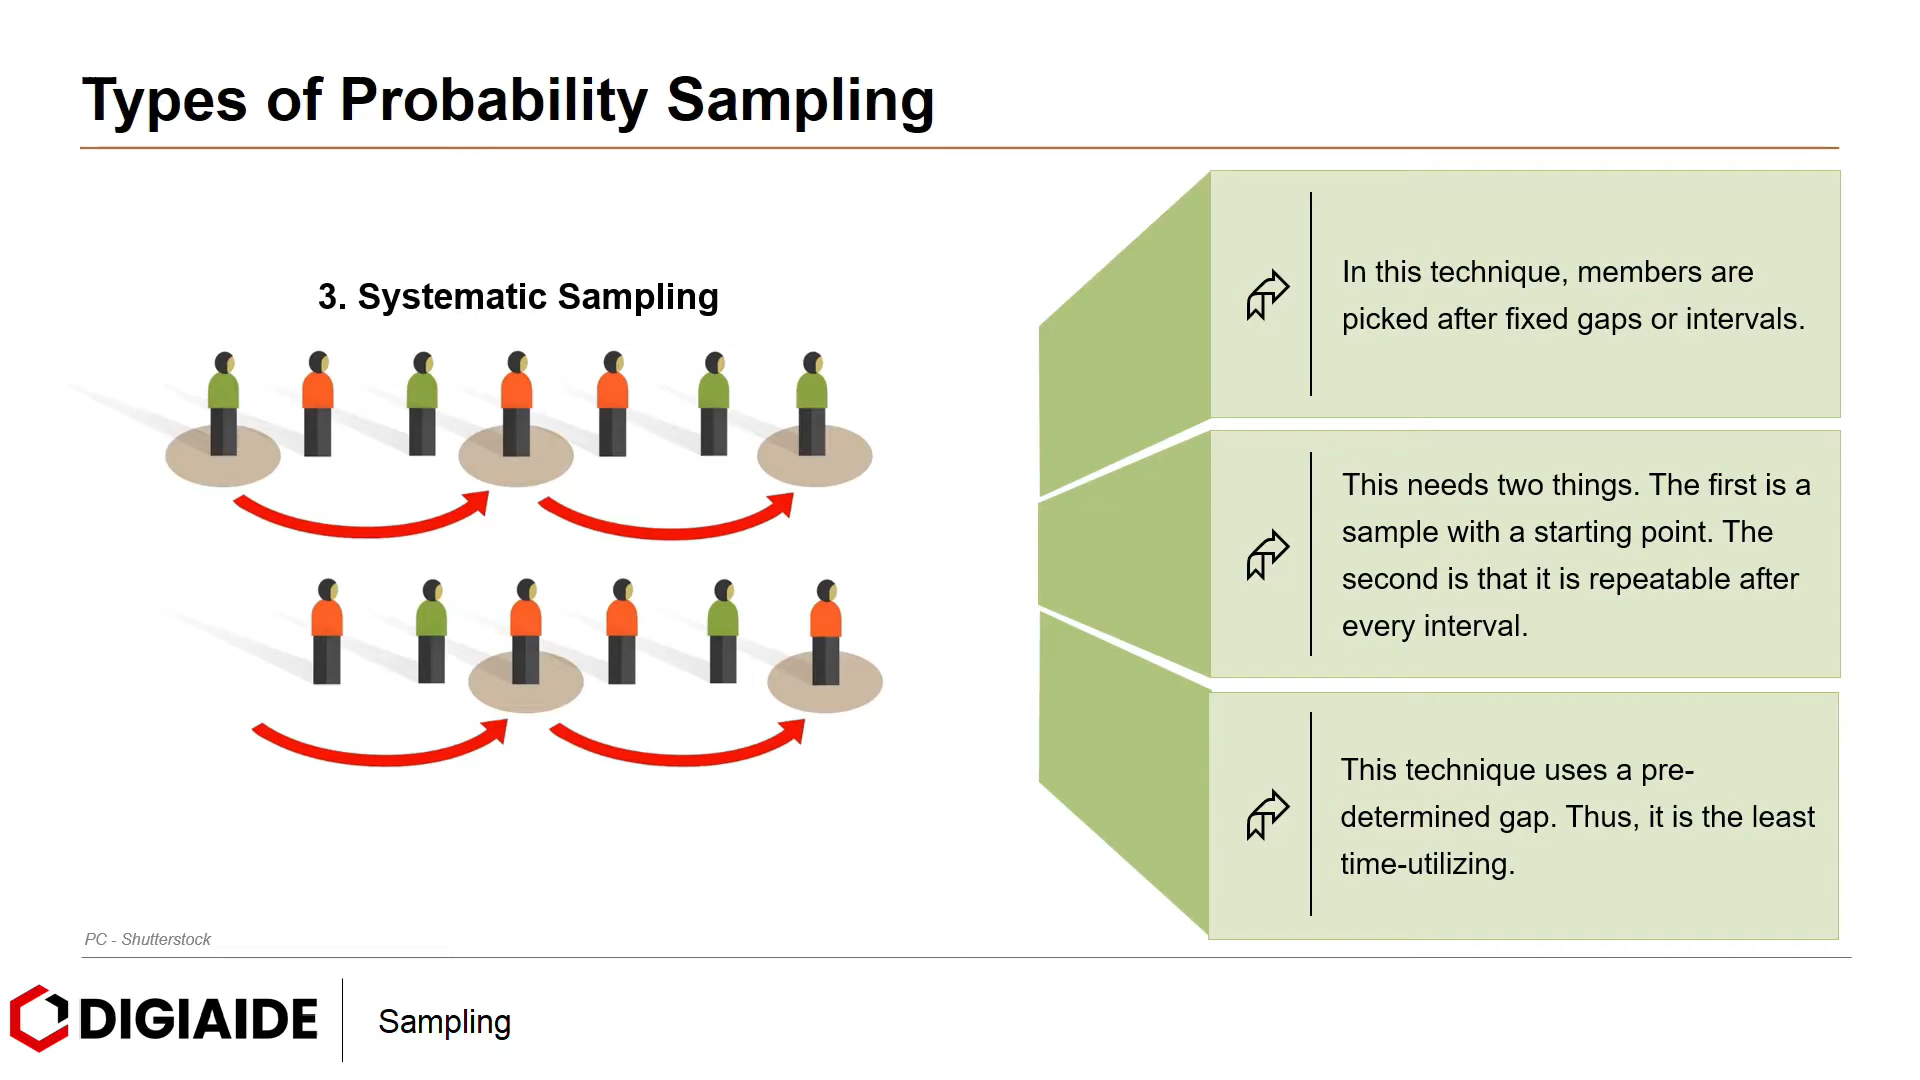 Types of Probability Sampling
3. Systematic Sampling
In this technique, members are
picked after fixed gaps or intervals.
This needs two things. The first is a
sample with a starting point. The
second is that it is repeatable after
every interval.
This technique uses a pre-
determined gap. Thus, it is the least
time-utilizing.
PC - Shutterstock
DIGIAIDE
Sampling